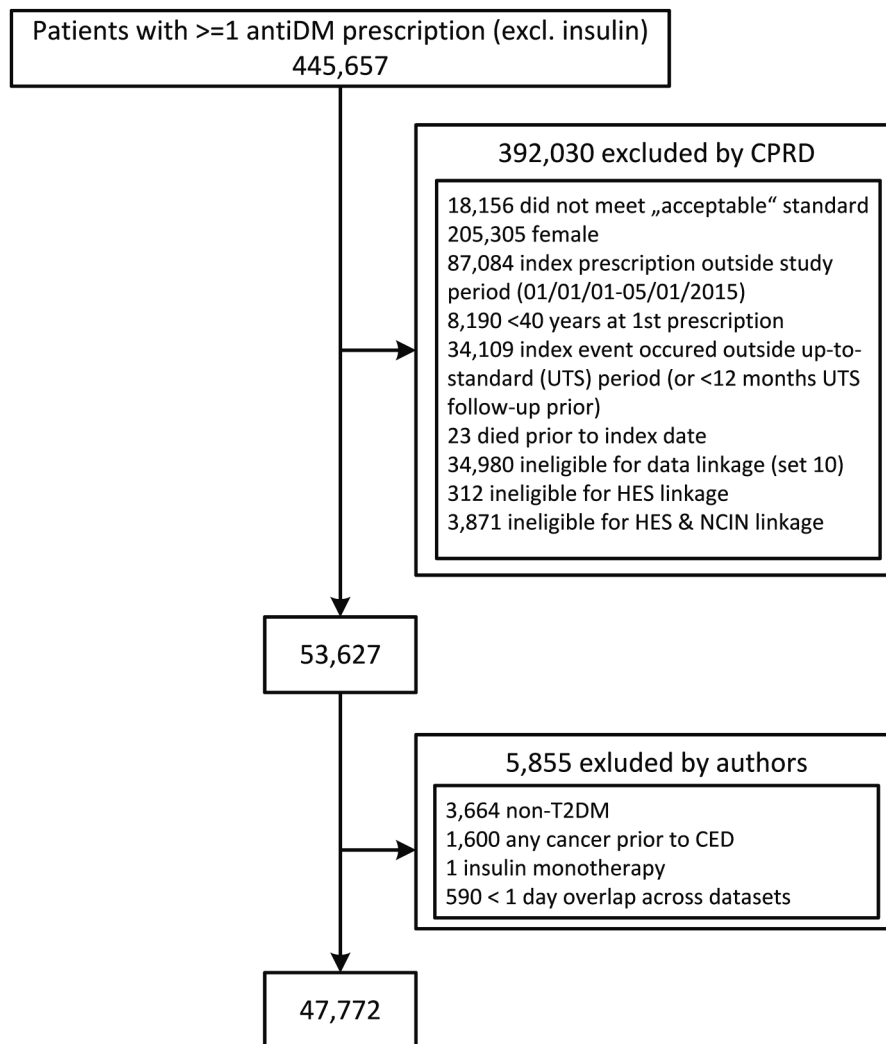 Patients with >=1 antiDM prescription (excl. insulin)
445,657
392,030 excluded by CPRD
18,156 did not meet „acceptable“ standard
205,305 female
87,084 index prescription outside study
period (01/01/01-05/01/2015)
8,190 <40 years at 1st prescription
34,109 index event occured outside up-to-
standard (UTS) period (or <12 months UTS
follow-up prior)
23 died prior to index date
34,980 ineligible for data linkage (set 10)
312 ineligible for HES linkage
3,871 ineligible for HES & NCIN linkage
53,627
5,855 exluded by authors
3,664 non-T2DM
1,600 any cancer prior to CED
1 insulin monotherapy
590 < 1 day overlap across datasets
47,772